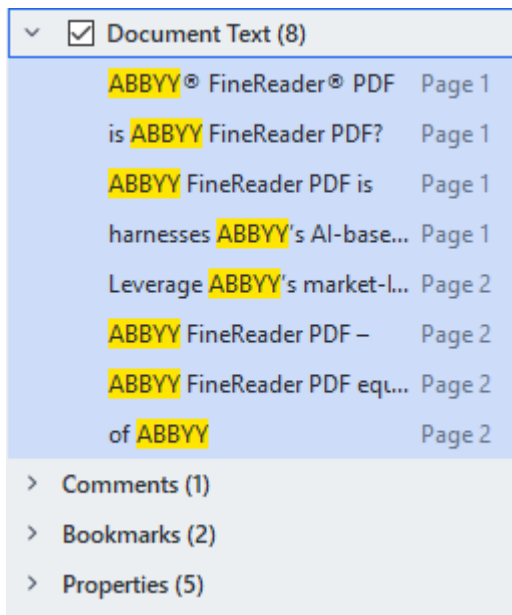 Document Text (8)
ABBYY® FineReader® PDF Page 1
is ABBYY FineReader PDF? Page 1
ABBYY FineReader PDF is Page 1
harnesses ABBYY's AI-base... Page 1
Leverage ABBYY's market-l... Page 2
ABBYY FineReader PDF – Page 2
ABBYY FineReader PDF equ... Page 2
of ABBYY Page 2
Comments (1)
Bookmarks (2)
Properties (5)